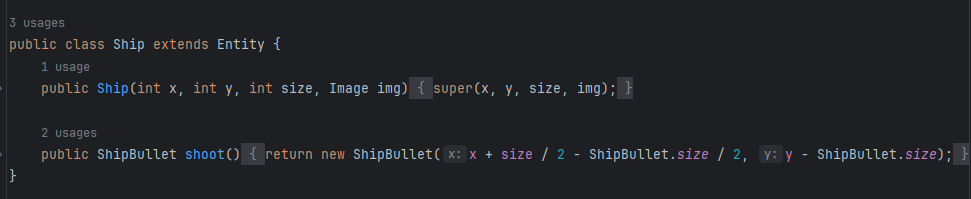 3 usages
public class Ship extends Entity {
1 usage
public Ship(int x, int y, int size, Image img) { super(x, y, size, img); }
2 usages
public ShipBullet shoot() { return new ShipBullet( x: x + size / 2 - ShipBullet.size / 2, y: y - ShipBullet.size); }
}